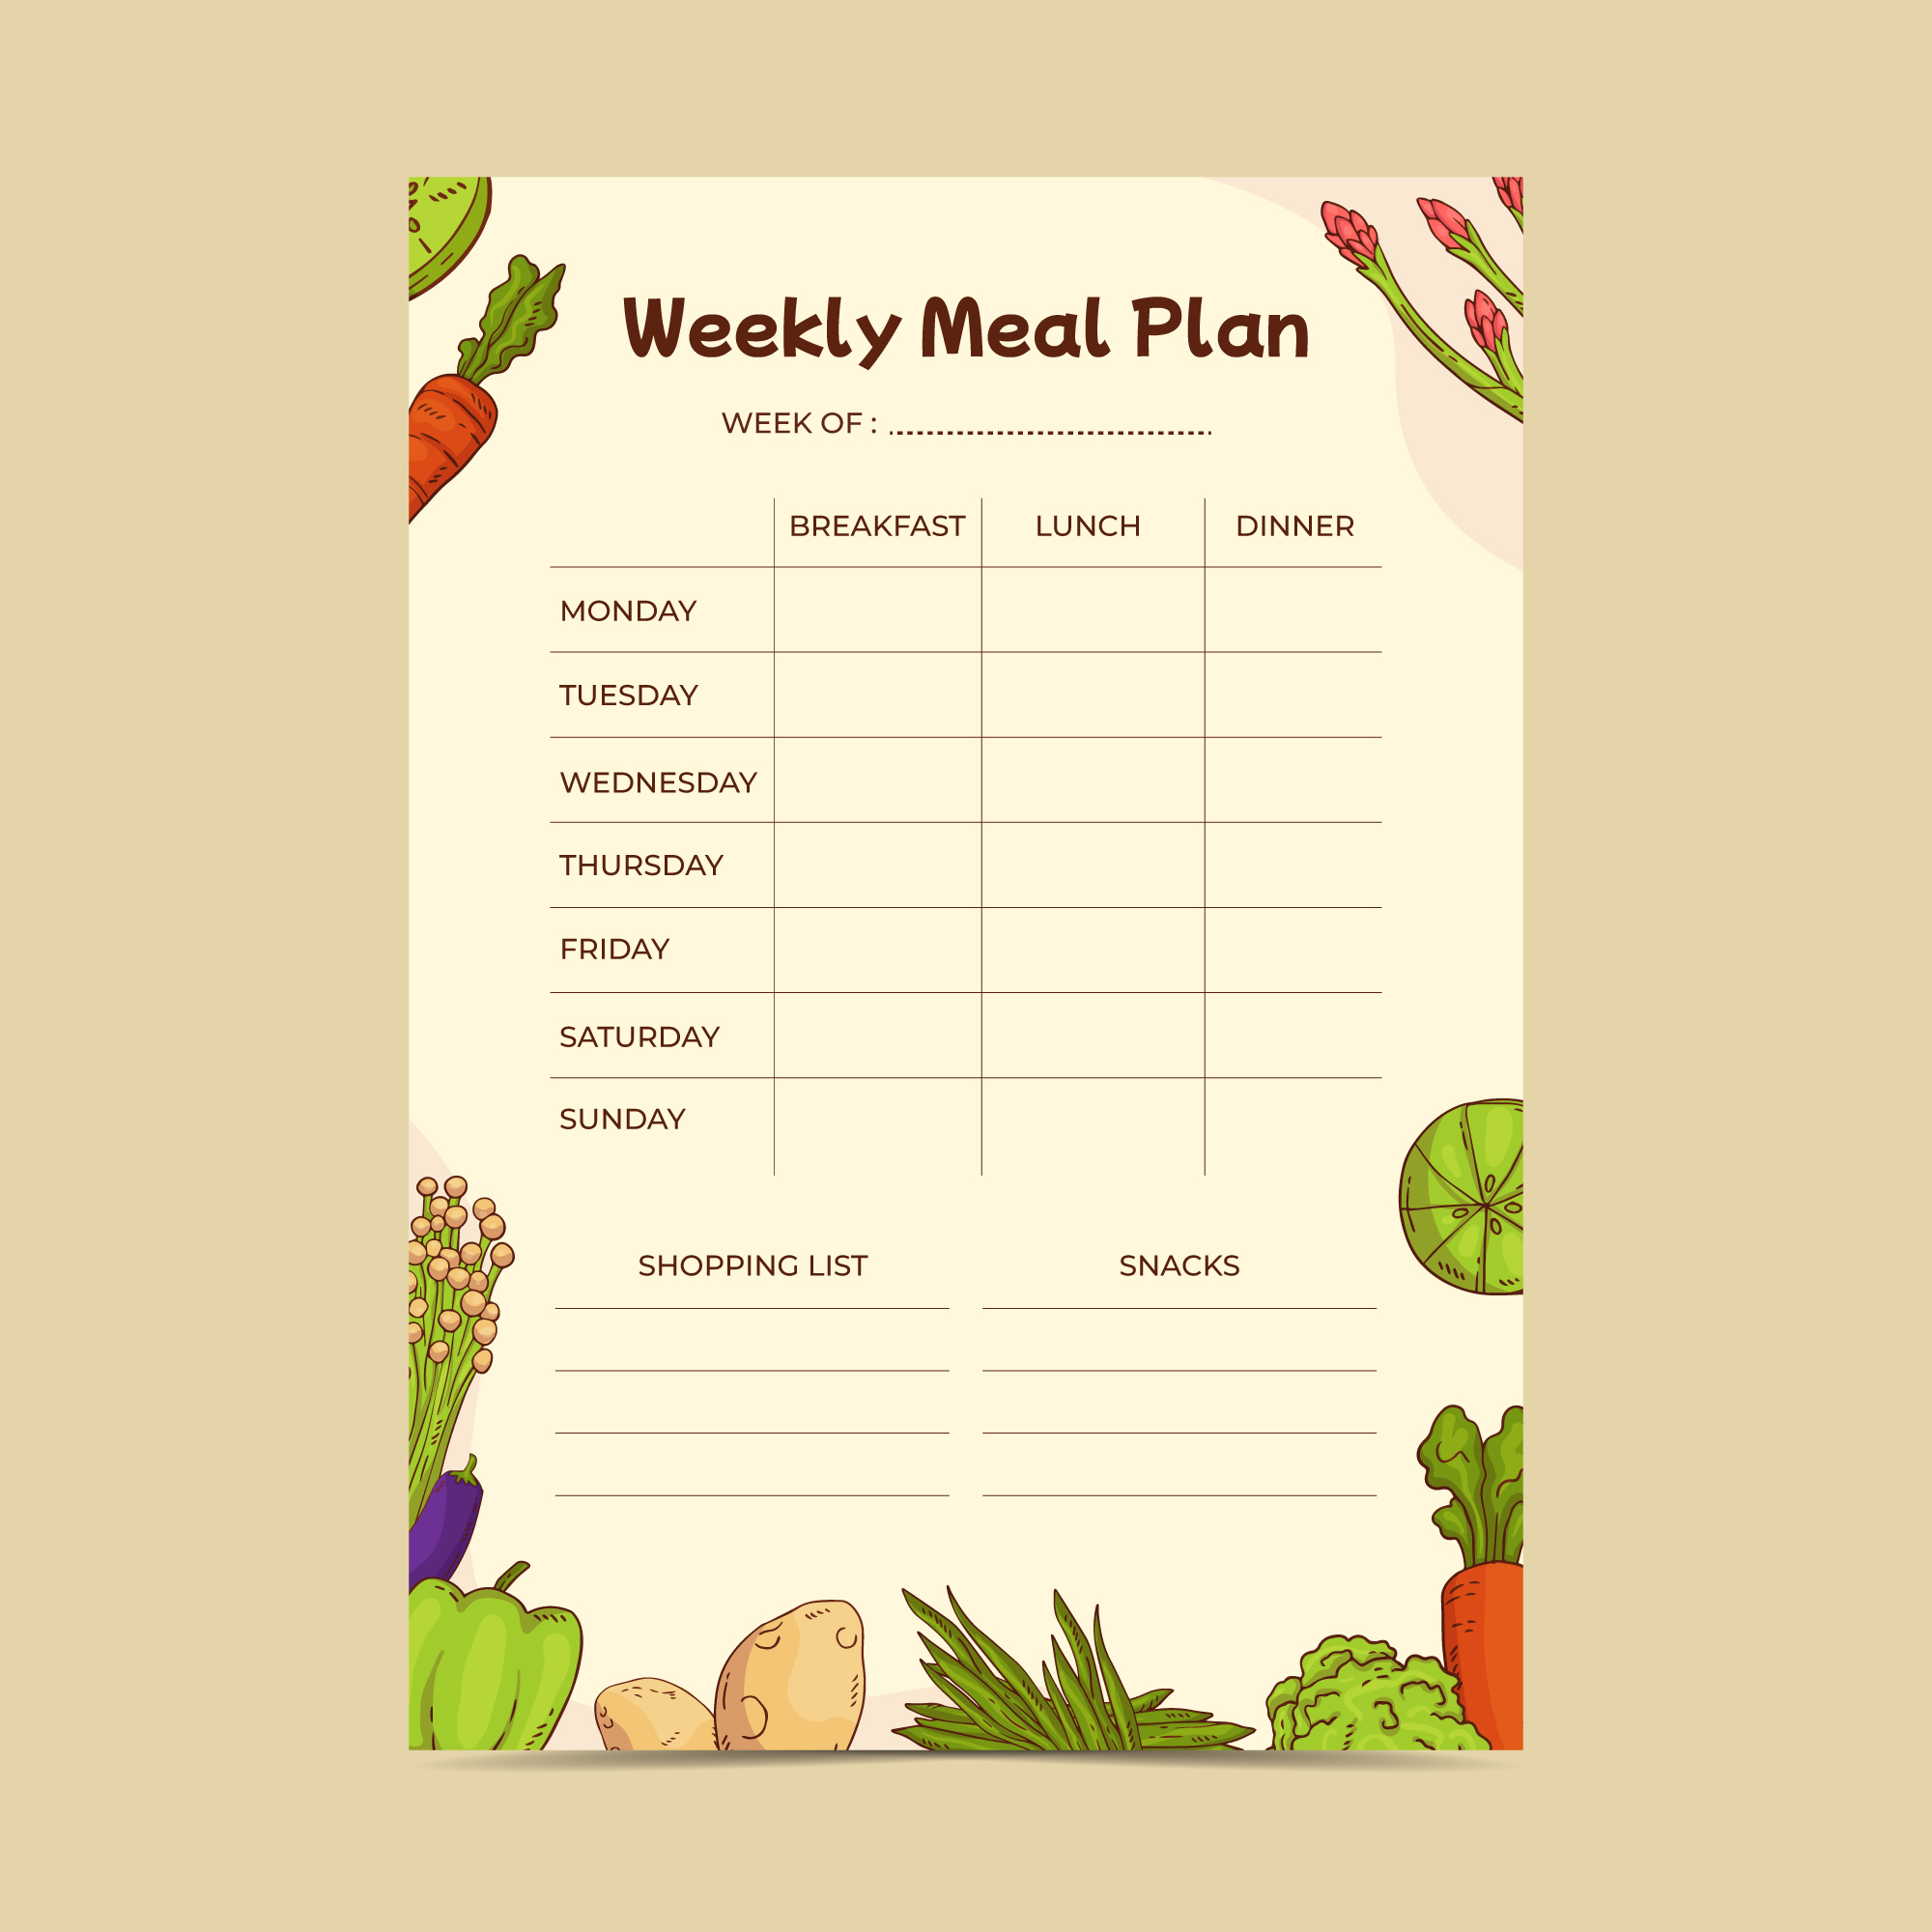 Weekly Meal Plan
WEEK OF :
BREAKFAST LUNCH DINNER
MONDAY
TUESDAY
WEDNESDAY
THURSDAY
FRIDAY
SATURDAY
SUNDAY
SHOPPING LIST SNACKS